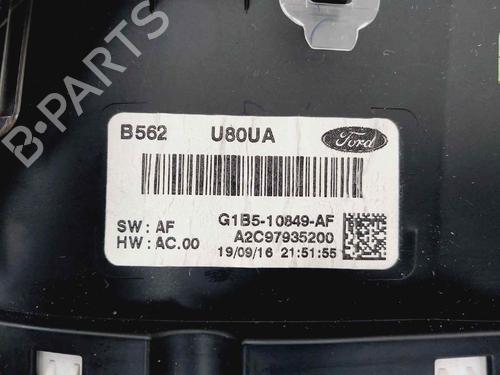 B562 U80UA Ford
G1B5-10849-AF
SW : AF A2C97935200
HW : AC.00 19/09/16 21:51:55
B-PARTS